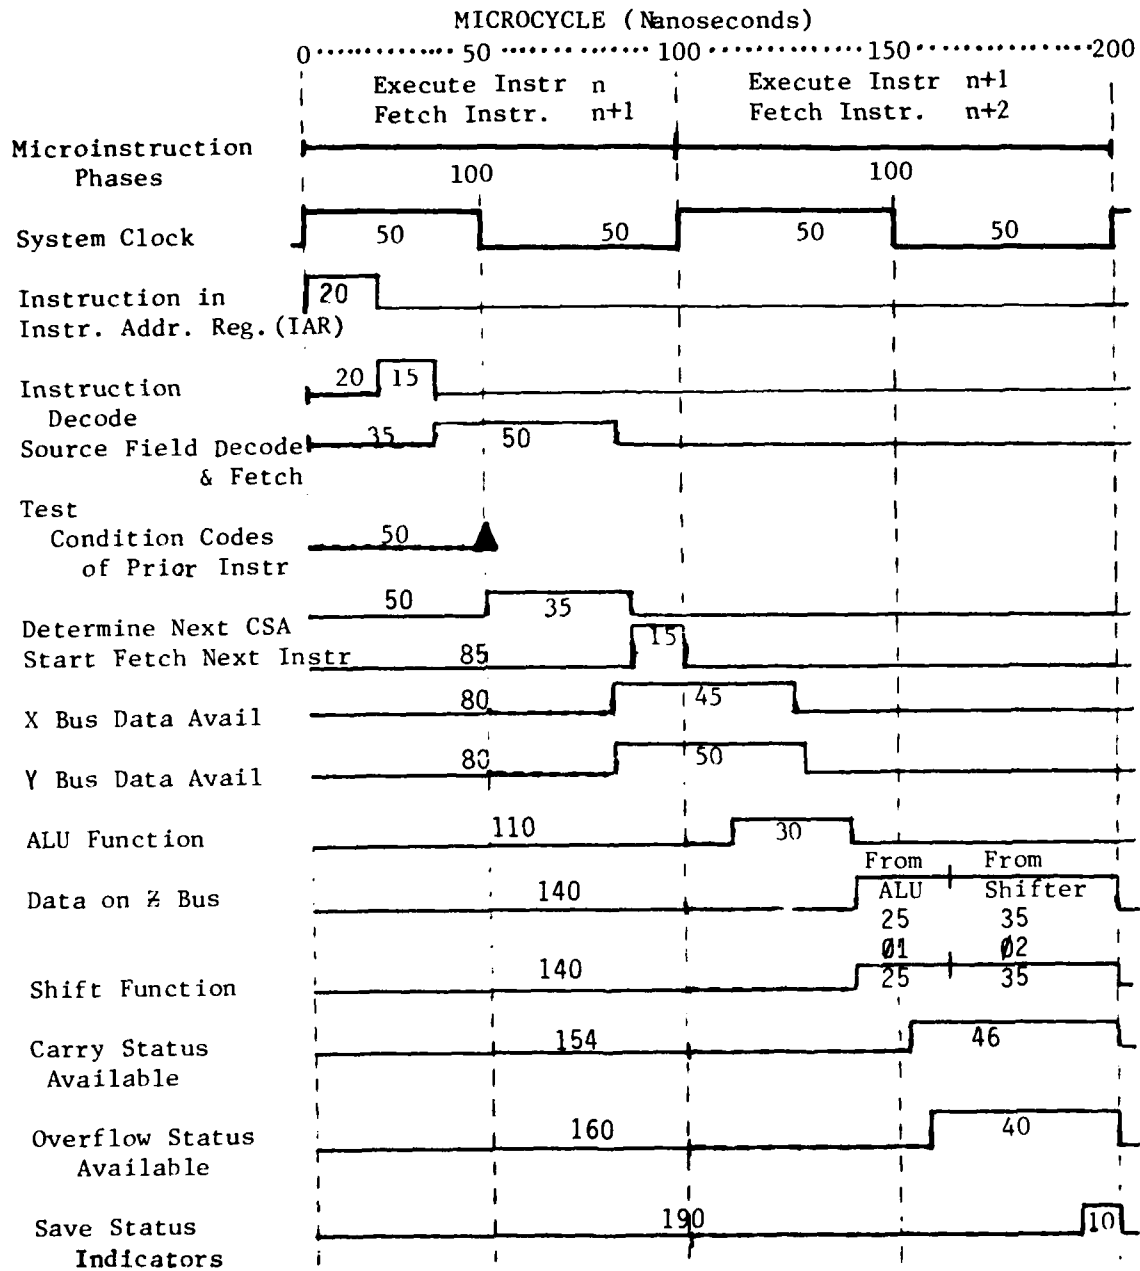 MICROCYCLE (Nanoseconds)
0 50 100 150 200
Execute Instr n Execute Instr n+1
Fetch Instr. n+1 Fetch Instr. n+2
Microinstruction
Phases
100 100
System Clock 50 50 50 50
Instruction in 20
Instr. Addr. Reg. (IAR)
Instruction 20 15
Decode
Source Field Decode 35 50
& Fetch
Test
Condition Codes 50
of Prior Instr
50 35
Determine Next CSA 15
Start Fetch Next Instr 85
X Bus Data Avail 80 45
Y Bus Data Avail 80 50
ALU Function 110 30
From From
Data on Z Bus 140 ALU Shifter
25 35
Ø1 Ø2
Shift Function 140 25 35
Carry Status 154 46
Available
Overflow Status 160 40
Available
Save Status 190 10
Indicators